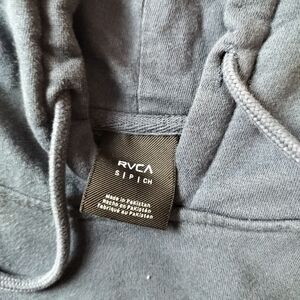 RVCA
S | P | CH
Made in Pakistan
Hecho en Pakistán
Fabriqué au Pakistan